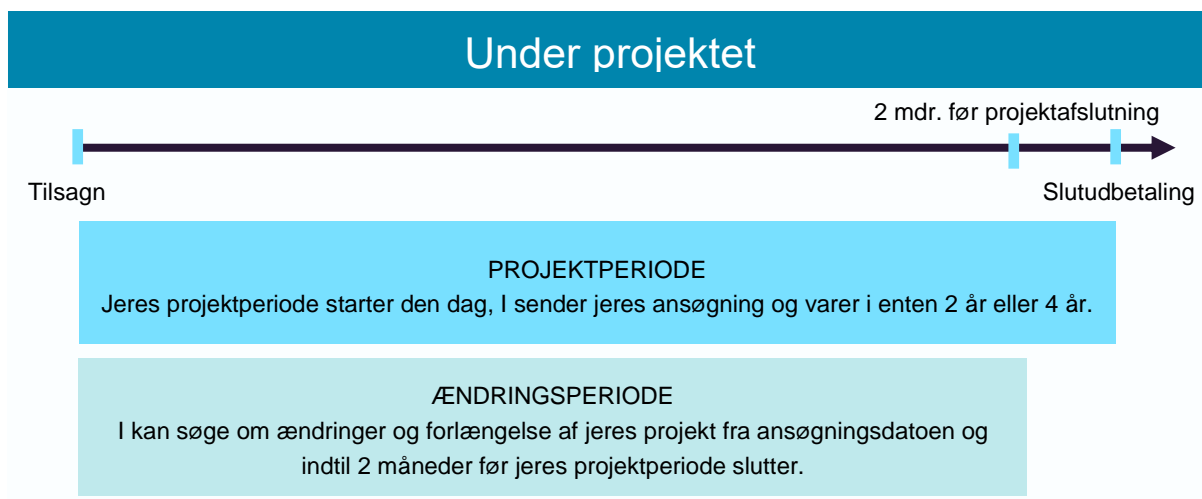 Under projektet
2 mdr. før projektafslutning
Tilsagn
Slutudbetaling
PROJEKTPERIODE
Jeres projektperiode starter den dag, I sender jeres ansøgning og varer i enten 2 år eller 4 år.
ÆNDRINGSPERIODE
I kan søge om ændringer og forlængelse af jeres projekt fra ansøgningsdatoen og
indtil 2 måneder før jeres projektperiode slutter.